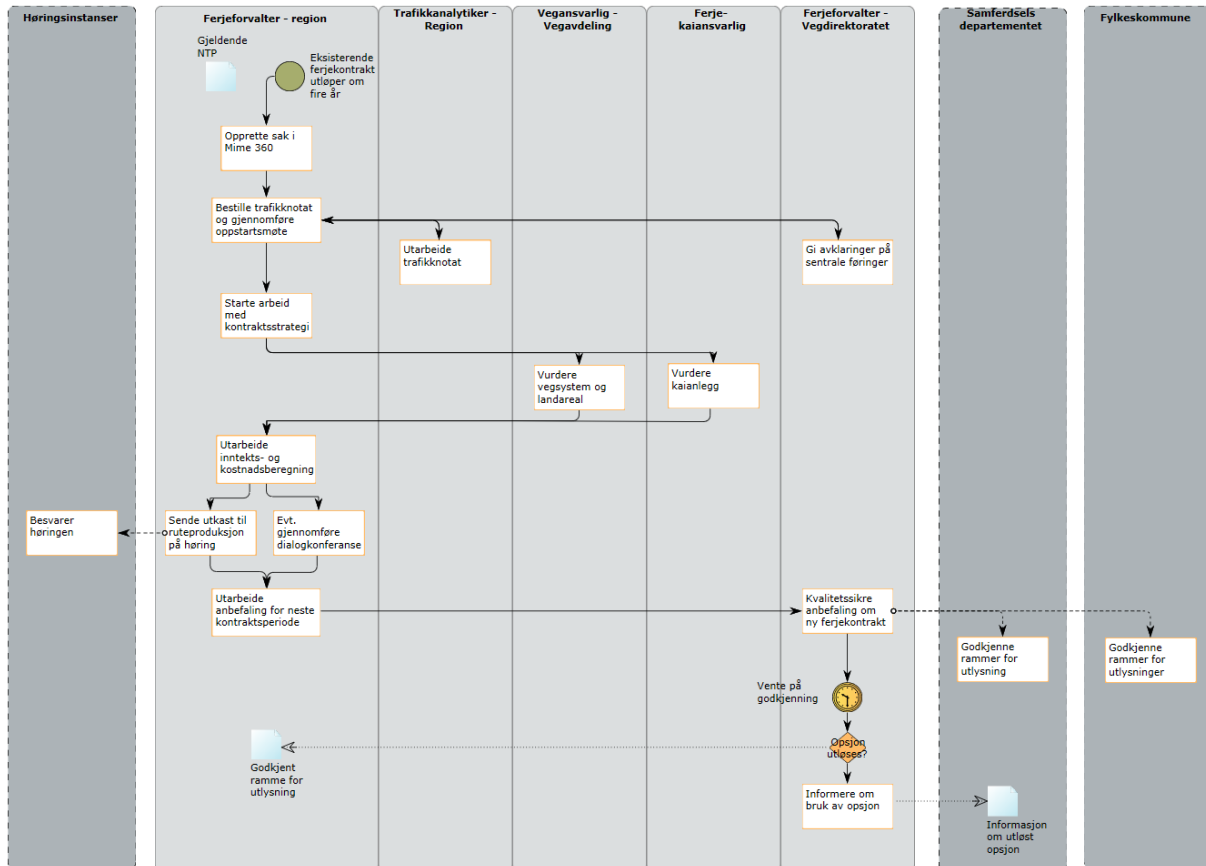 Høringsinstanser
Ferjeforvalter - region
Trafikkanalytiker -
Region
Vegansvarlig -
Vegavdeling
Ferje-
kaiansvarlig
Ferjeforvalter -
Vegdirektoratet
Samferdsels
departementet
Fylkeskommune
Gjeldende
NTP
Eksisterende
ferjekontrakt
utløper om
fire år
Opprette sak i
Mime 360
Bestille trafikknotat
og gjennomføre
oppstartsmøte
Utarbeide
trafikknotat
Gi avklaringer på
sentrale føringer
Starte arbeid
med
kontraktsstrategi
Vurdere
vegsystem og
landareal
Vurdere
kaianlegg
Utarbeide
inntekts- og
kostnadsberegning
Besvarer
høringen
Sende utkast til
ruteproduksjon
på høring
Evt.
gjennomføre
dialogkonferanse
Utarbeide
anbefaling for neste
kontraktsperiode
Kvalitetssikre
anbefaling om
ny ferjekontrakt
Godkjenne
rammer for
utlysning
Godkjenne
rammer for
utlysninger
Vente på
godkjenning
Opsjon
utløses?
Godkjent
ramme for
utlysning
Informere om
bruk av opsjon
Informasjon
om utløst
opsjon